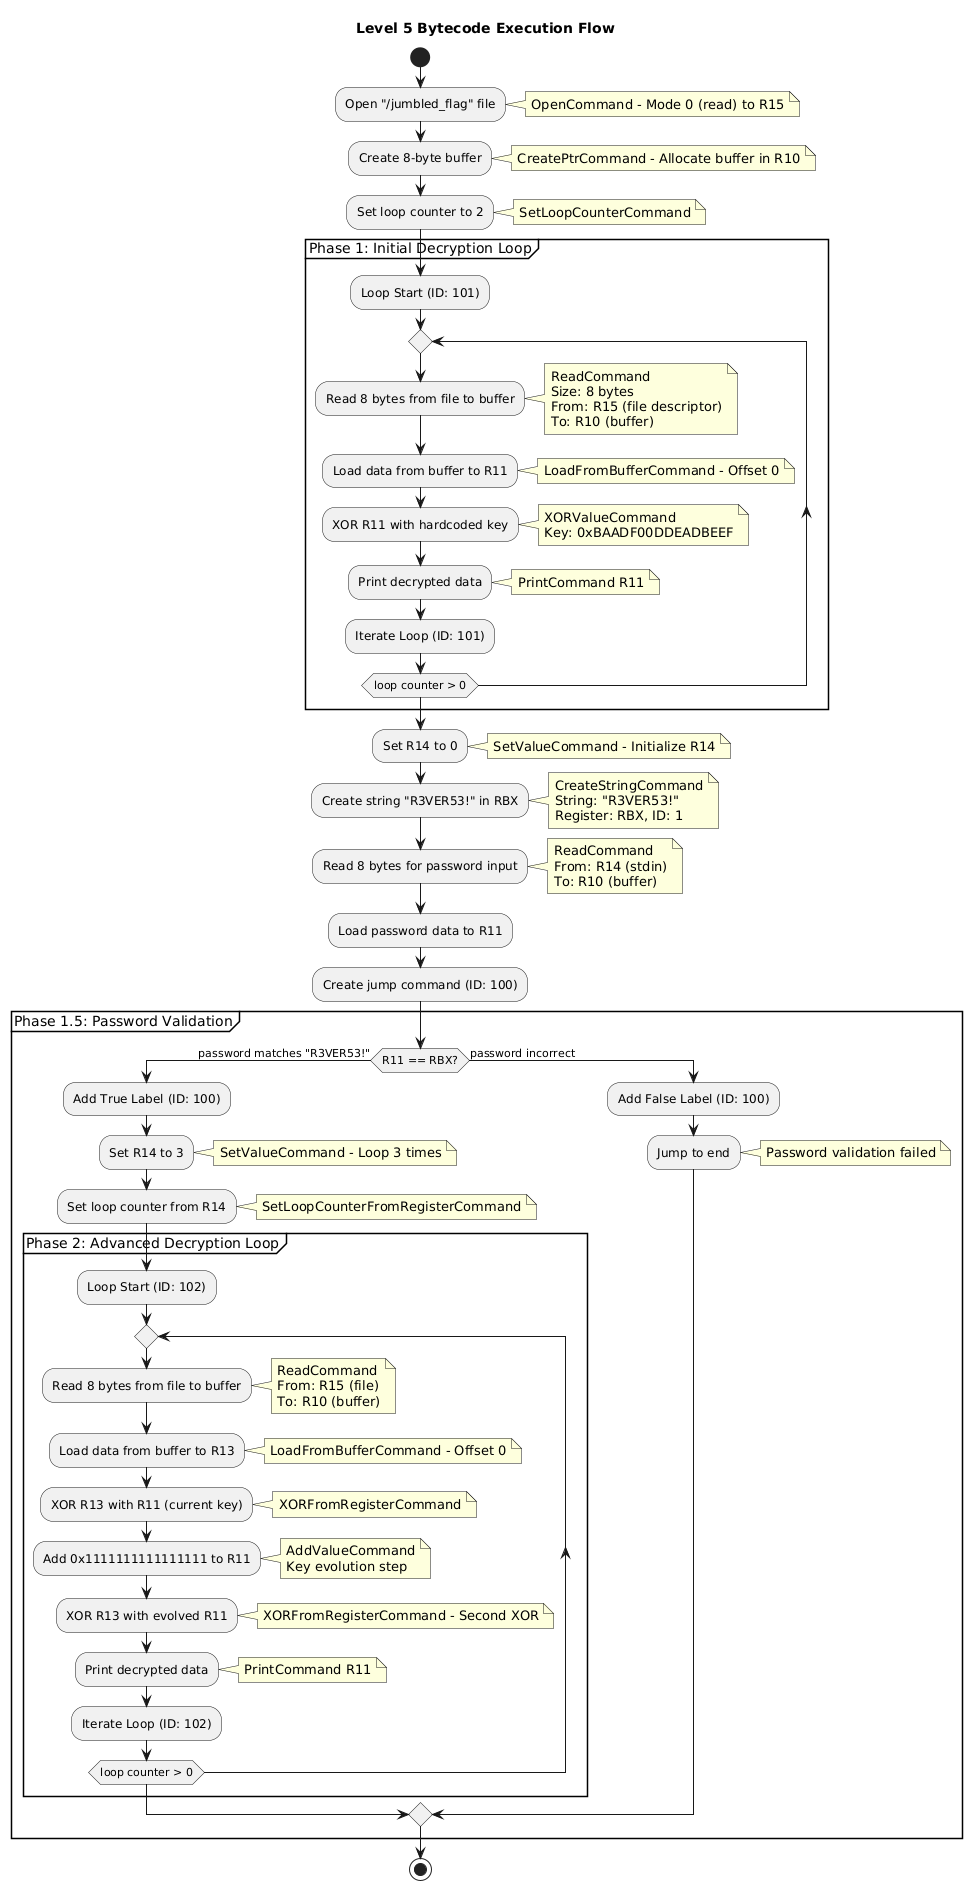 Level 5 Bytecode Execution Flow
Open "/jumbled_flag" file
OpenCommand - Mode 0 (read) to R15
Create 8-byte buffer
CreatePtrCommand - Allocate buffer in R10
Set loop counter to 2
SetLoopCounterCommand
Phase 1: Initial Decryption Loop
Loop Start (ID: 101)
Read 8 bytes from file to buffer
ReadCommand
Size: 8 bytes
From: R15 (file descriptor)
To: R10 (buffer)
Load data from buffer to R11
LoadFromBufferCommand - Offset 0
XOR R11 with hardcoded key
XORValueCommand
Key: 0xBAADF00DDEADBEEF
Print decrypted data
PrintCommand R11
Iterate Loop (ID: 101)
loop counter > 0
Set R14 to 0
SetValueCommand - Initialize R14
Create string "R3VER53!" in RBX
CreateStringCommand
String: "R3VER53!"
Register: RBX, ID: 1
Read 8 bytes for password input
ReadCommand
From: R14 (stdin)
To: R10 (buffer)
Load password data to R11
Create jump command (ID: 100)
Phase 1.5: Password Validation
password matches "R3VER53!"
R11 == RBX?
password incorrect
Add True Label (ID: 100)
Add False Label (ID: 100)
Set R14 to 3
SetValueCommand - Loop 3 times
Jump to end
Password validation failed
Set loop counter from R14
SetLoopCounterFromRegisterCommand
Phase 2: Advanced Decryption Loop
Loop Start (ID: 102)
Read 8 bytes from file to buffer
ReadCommand
From: R15 (file)
To: R10 (buffer)
Load data from buffer to R13
LoadFromBufferCommand - Offset 0
XOR R13 with R11 (current key)
XORFromRegisterCommand
Add 0x1111111111111111 to R11
AddValueCommand
Key evolution step
XOR R13 with evolved R11
XORFromRegisterCommand - Second XOR
Print decrypted data
PrintCommand R11
Iterate Loop (ID: 102)
loop counter > 0